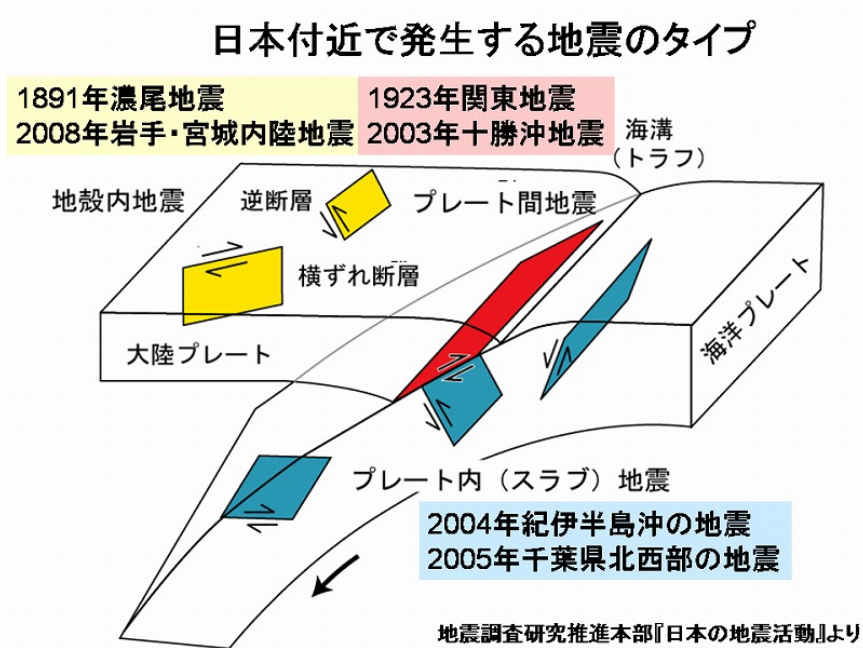 日本付近で発生する地震のタイプ
1891年濃尾地震
2008年岩手・宮城内陸地震
1923年関東地震
2003年十勝沖地震
海溝
（トラフ）
地殻内地震
逆断層
プレート間地震
横ずれ断層
大陸プレート
海洋プレート
プレート内（スラブ）地震
2004年紀伊半島沖の地震
2005年千葉県北西部の地震
地震調査研究推進本部『日本の地震活動』より